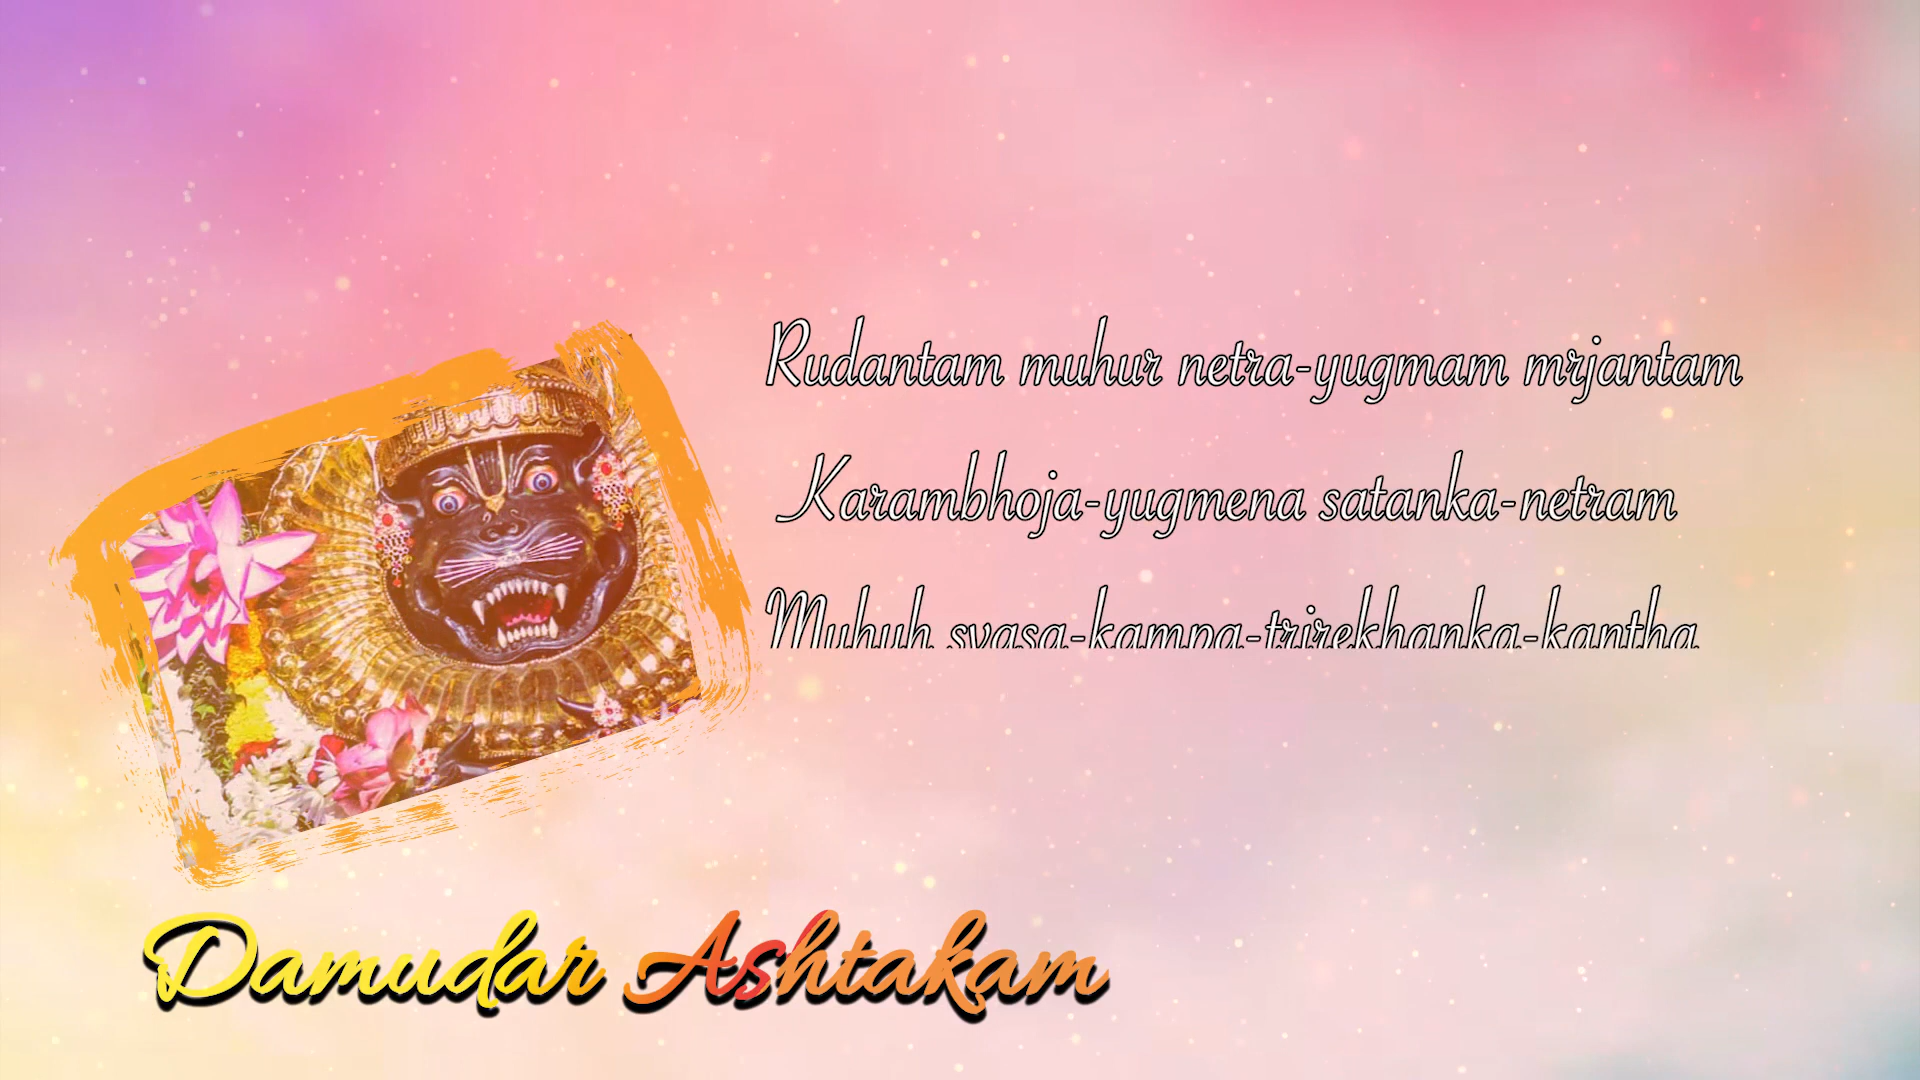 Rudantam muhur netra-yugmam mrjantam
Karambhoja-yugmena satanka-netram
Muhuh svasa-kampa-trirekhanka-kantha
Damudar Ashtakam